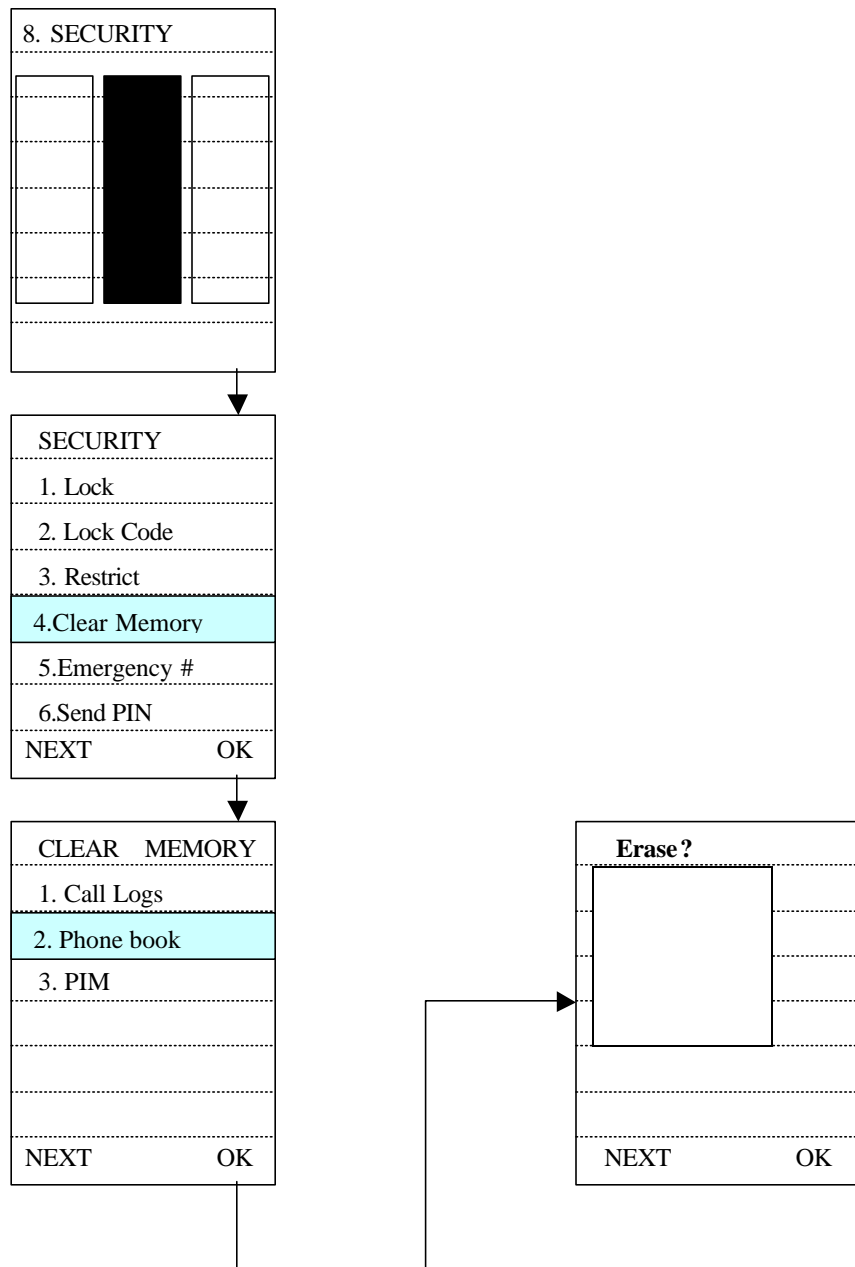 8. SECURITY
SECURITY
1. Lock
2. Lock Code
3. Restrict
4.Clear Memory
5.Emergency #
6.Send PIN
NEXT OK
CLEAR MEMORY
1. Call Logs
2. Phone book
3. PIM
NEXT OK
Erase?
NEXT OK